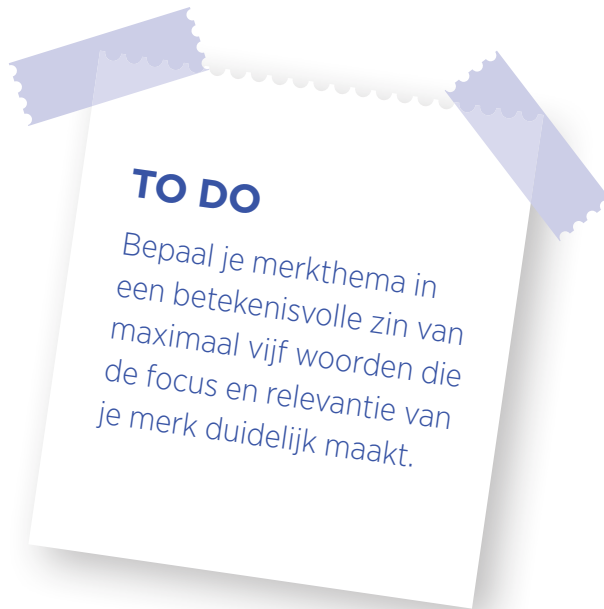 TO DO
Bepaal je merkthema in
een betekenisvolle zin van
maximaal vijf woorden die
de focus en relevantie van
je merk duidelijk maakt.